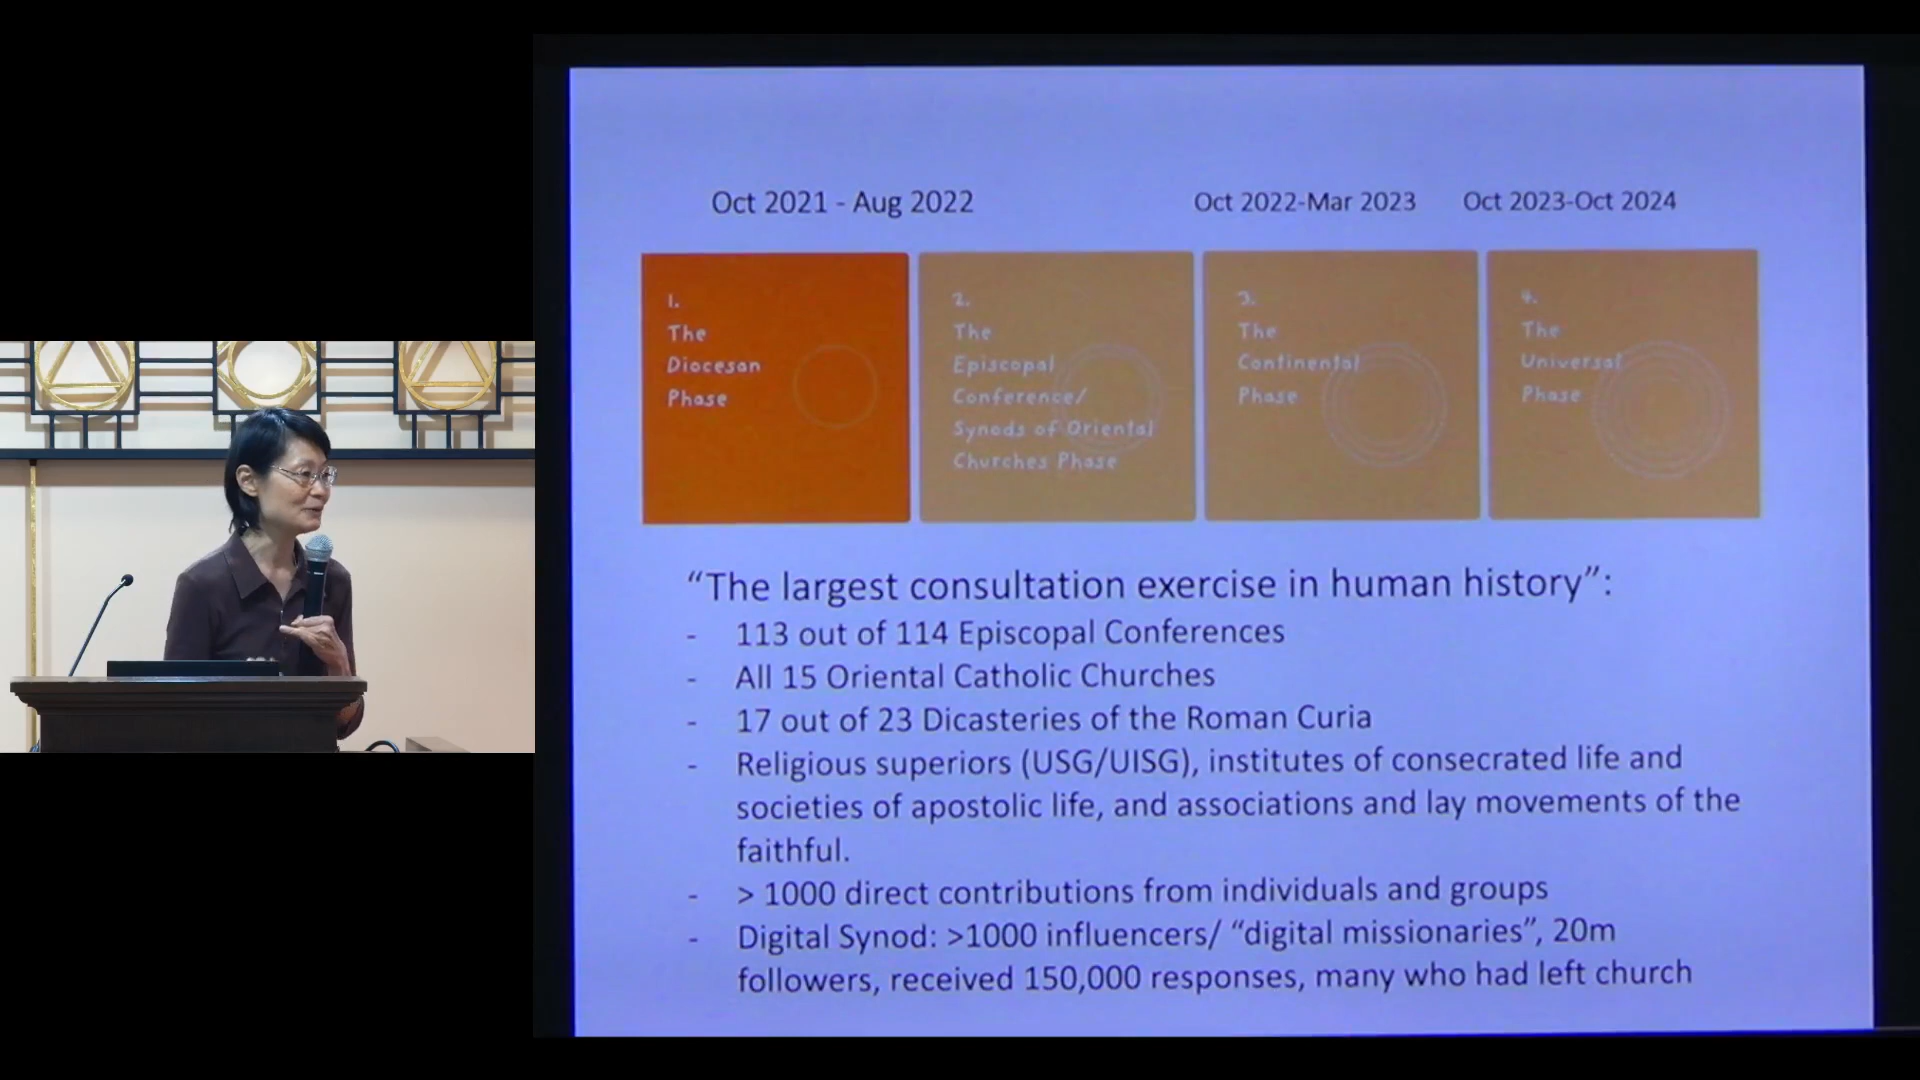 Oct 2021 - Aug 2022
Oct 2022-Mar 2023
Oct 2023-Oct 2024
1.
The
Diocesan
Phase
2.
The
Episcopal
Conference/
Synods of Oriental
Churches Phase
3.
The
Continental
Phase
4.
The
Universal
Phase
“The largest consultation exercise in human history”:
- 113 out of 114 Episcopal Conferences
- All 15 Oriental Catholic Churches
- 17 out of 23 Dicasteries of the Roman Curia
- Religious superiors (USG/UISG), institutes of consecrated life and
societies of apostolic life, and associations and lay movements of the
faithful.
- > 1000 direct contributions from individuals and groups
- Digital Synod: >1000 influencers/ “digital missionaries”, 20m
followers, received 150,000 responses, many who had left church